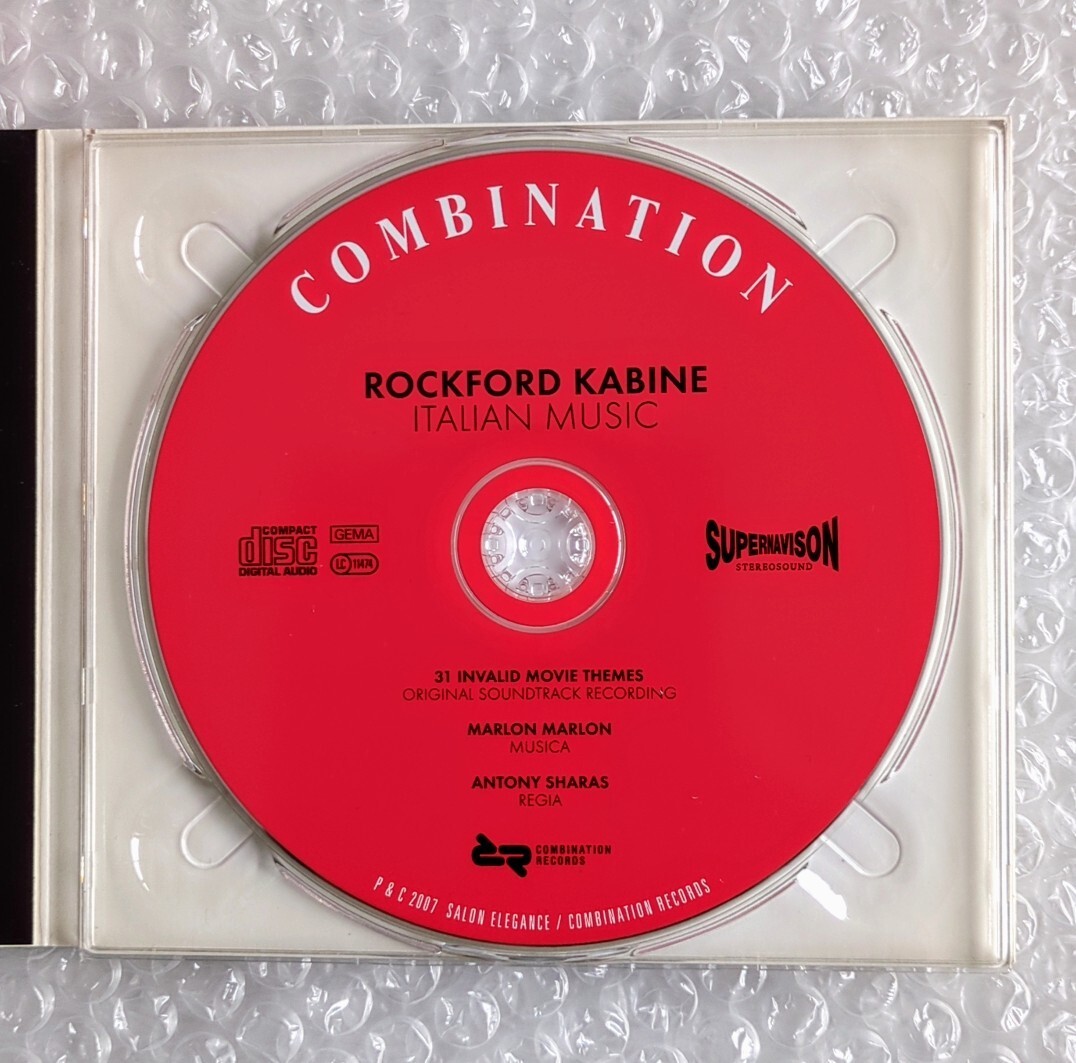 COMBINATION
ROCKFORD KABINE
ITALIAN MUSIC
COMPACT
disc
DIGITAL AUDIO
GEMA
LC 11474
SUPERNAVISON
STEREOSOUND
31 INVALID MOVIE THEMES
ORIGINAL SOUNDTRACK RECORDING
MARLON MARLON
MUSICA
ANTONY SHARAS
REGIA
COMBINATION
RECORDS
P & C 2007 SALON ELEGANCE / COMBINATION RECORDS